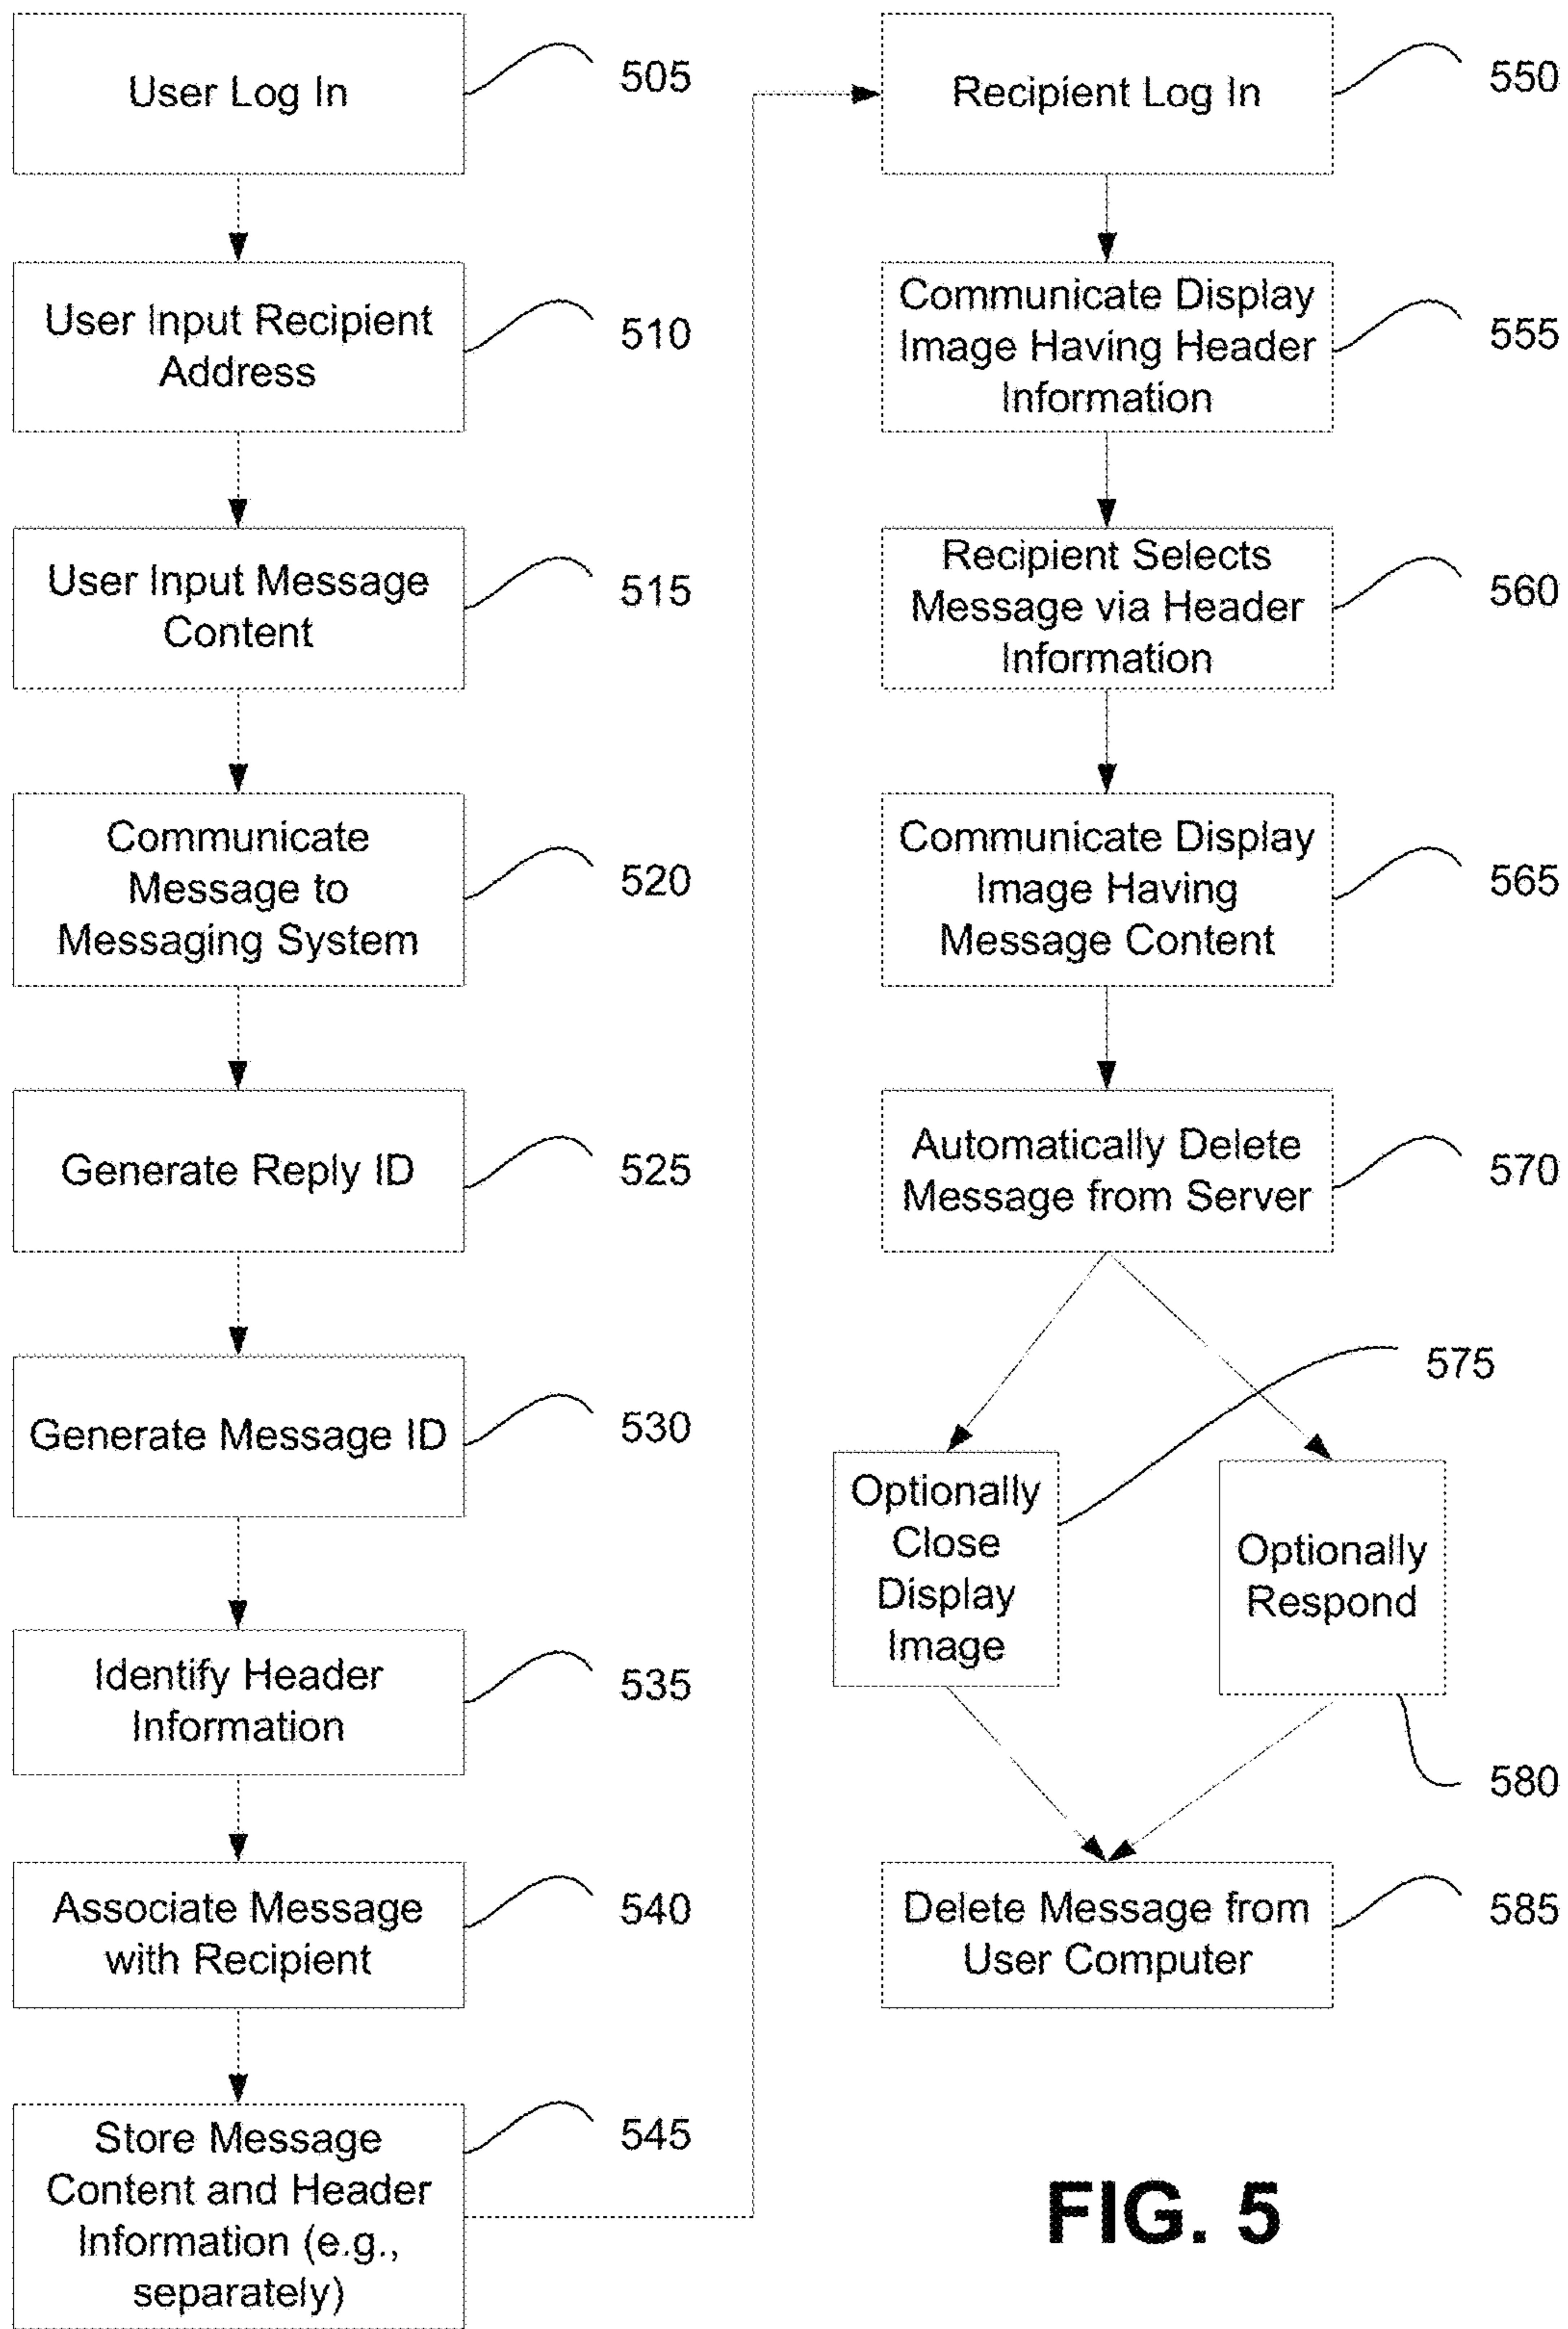 User Log In
505
User Input Recipient
Address
510
User Input Message
Content
515
Communicate
Message to
Messaging System
520
Generate Reply ID
525
Generate Message ID
530
Identify Header
Information
535
Associate Message
with Recipient
540
Store Message
Content and Header
Information (e.g.,
separately)
545
Recipient Log In
550
Communicate Display
Image Having Header
Information
555
Recipient Selects
Message via Header
Information
560
Communicate Display
Image Having
Message Content
565
Automatically Delete
Message from Server
570
Optionally
Close
Display
Image
575
Optionally
Respond
580
Delete Message from
User Computer
585
FIG. 5